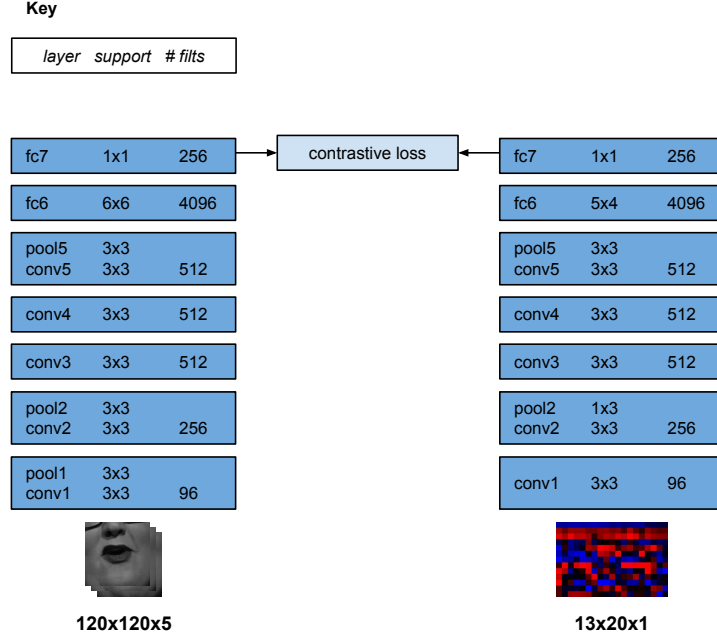 Key
layer support # filts
fc7 1x1 256
contrastive loss
fc7 1x1 256
fc6 6x6 4096
fc6 5x4 4096
pool5 3x3
conv5 3x3 512
pool5 3x3
conv5 3x3 512
conv4 3x3 512
conv4 3x3 512
conv3 3x3 512
conv3 3x3 512
pool2 3x3
conv2 3x3 256
pool2 1x3
conv2 3x3 256
pool1 3x3
conv1 3x3 96
conv1 3x3 96
120x120x5
13x20x1